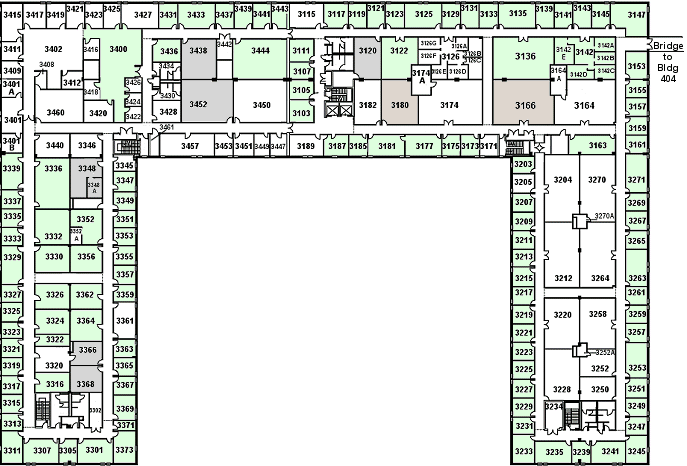 3415 3417 3419 3421 3423 3425 3427 3431 3433 3437 3439 3441 3443 3115 3117 3119 3121 3123 3125 3131 3133 3135 3139 3141 3143 3145 3147
3411 3402 3416 3400 3436 3438 3442 3444 3111 3120 3122 3126G 3126A 3126 3126B 3126F 3126C 3136 3142 E 3142 3142A 3142B
Bridge
to
Bldg
404
3409 3408 3412 3434 3107 3174 A 3126E 3126D 3164 A 3142D 3142C 3153
3401 A 3418 3426 3430 3452 3450 3105 3182 3180 3174 3166 3164 3155
3401 3460 3420 3424 3422 3428 3103 3157
3401 B 3461 3159
3440 3346 3457 3453 3451 3449 3447 3189 3187 3185 3181 3177 3175 3173 3171 3163 3161
3339 3336 3348 3348 A 3345 3347 3203 3205 3204 3270 3271
3337 3349 3207 3267
3335 3352 3351 3209 3270A
3333 3332 3352 A 3353 3211 3265
3329 3330 3356 3355 3213
3357 3215 3212 3264 3263
3327 3326 3362 3359 3217 3261
3325 3324 3364 3361 3219 3220 3258 3259
3323 3322 3221 3257
3321 3320 3366 3363 3223 3252A
3319 3365 3225 3252 3253
3317 3316 3368 3367 3227 3228 3250 3251
3315 3302 3369 3229 3234 3249
3313 3371 3231 3247
3311 3307 3305 3301 3373 3233 3235 3239 3241 3245